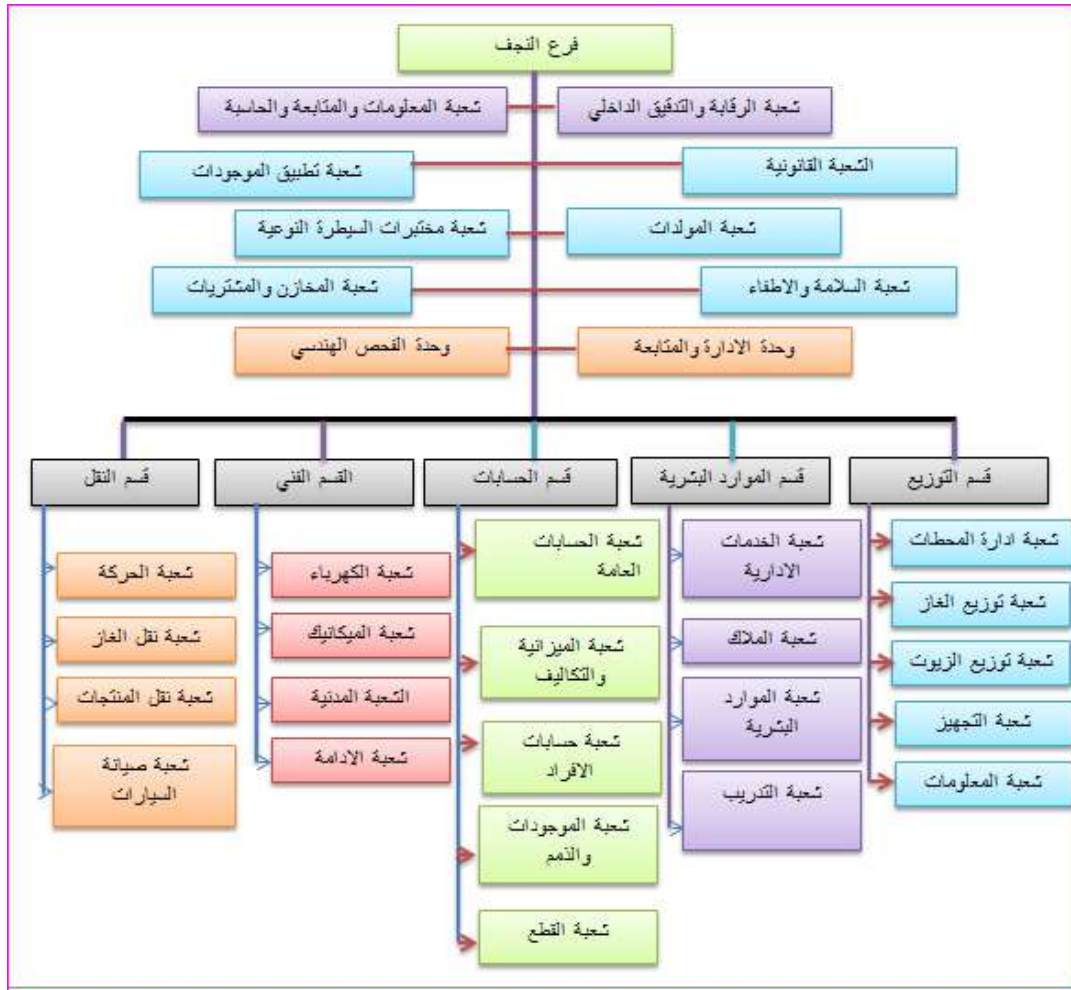 فرع النجف
شعبة الرقابة والتدقيق الداخلي
شعبة المعلومات والمتابعة والحاسبة
الشعبة القانونية
شعبة تطبيق الموجودات
شعبة المولدات
شعبة مختبرات السيطرة النوعية
شعبة السلامة والاطفاء
شعبة المخازن والمشتريات
وحدة الادارة والمتابعة
وحدة الفحص الهندسي
قسم التوزيع
قسم الموارد البشرية
قسم الحسابات
القسم الفني
قسم النقل
شعبة ادارة المحطات
شعبة توزيع الغاز
شعبة توزيع الزيوت
شعبة التجهيز
شعبة المعلومات
شعبة الخدمات
الادارية
شعبة الملاك
شعبة الموارد
البشرية
شعبة التدريب
شعبة الحسابات
العامة
شعبة الميزانية
والتكاليف
شعبة حسابات
الافراد
شعبة الموجودات
والذمم
شعبة القطع
شعبة الكهرباء
شعبة الميكانيك
الشعبة المدنية
شعبة الادامة
شعبة الحركة
شعبة نقل الغاز
شعبة نقل المنتجات
شعبة صيانة
السيارات